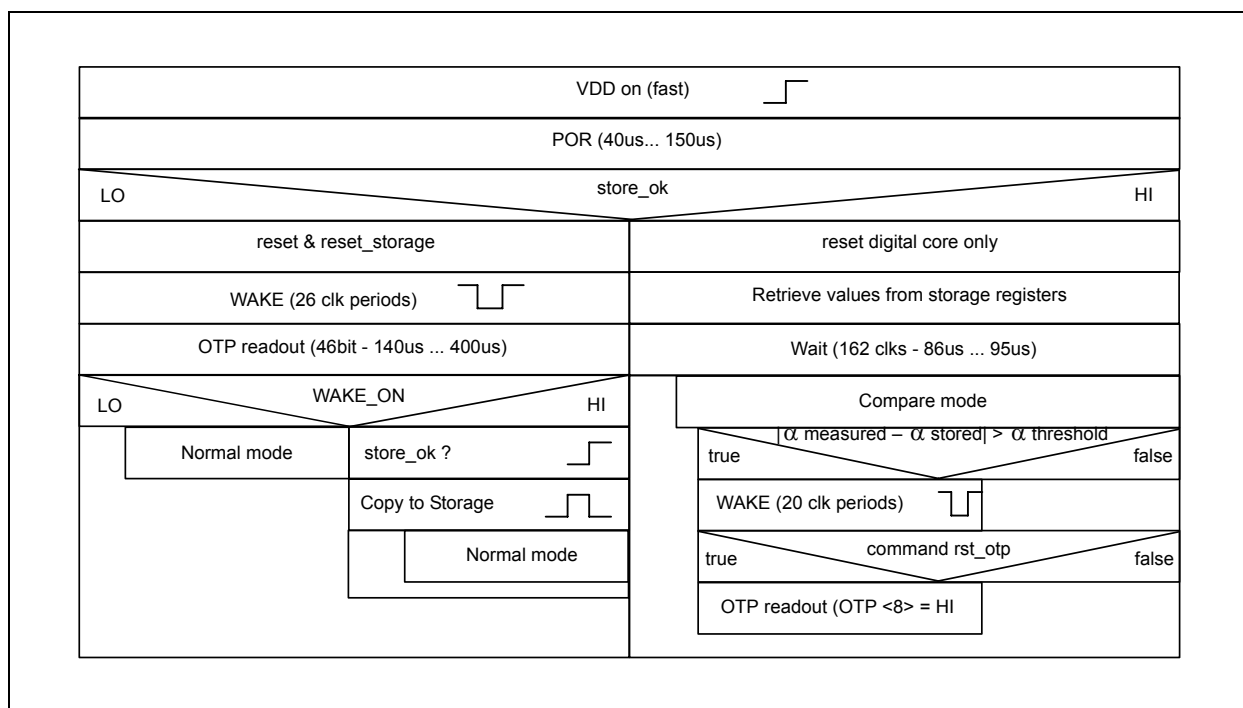 VDD on (fast)
POR (40us... 150us)
store_ok
LO
HI
reset & reset_storage
reset digital core only
WAKE (26 clk periods)
Retrieve values from storage registers
OTP readout (46bit - 140us ... 400us)
Wait (162 clks - 86us ... 95us)
WAKE_ON
LO
HI
Compare mode
Normal mode
store_ok ?
|α measured – α stored| > α threshold
true
false
Copy to Storage
WAKE (20 clk periods)
Normal mode
command rst_otp
true
false
OTP readout (OTP <8> = HI